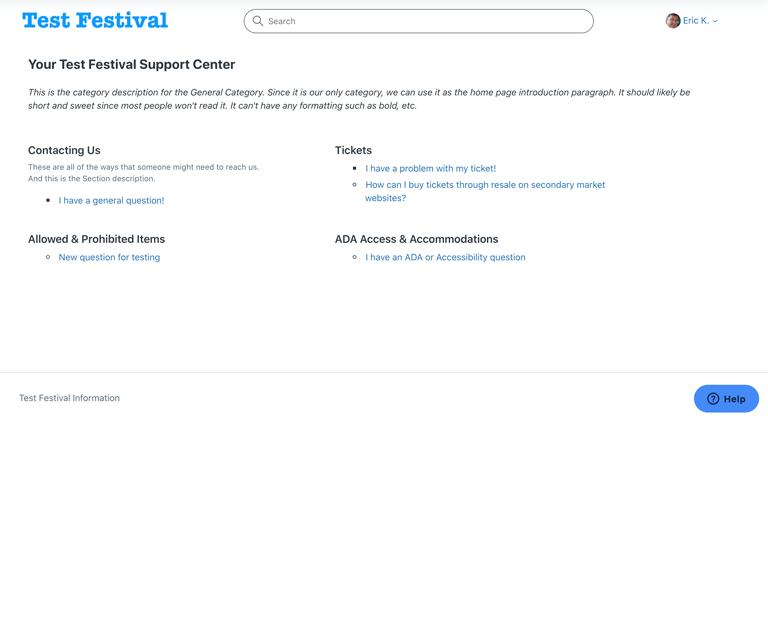 Test Festival
Search
Eric K.
Your Test Festival Support Center
This is the category description for the General Category. Since it is our only category, we can use it as the home page introduction paragraph. It should likely be
short and sweet since most people won't read it. It can't have any formatting such as bold, etc.
Contacting Us
These are all of the ways that someone might need to reach us.
And this is the Section description.
I have a general question!
Tickets
I have a problem with my ticket!
How can I buy tickets through resale on secondary market
websites?
Allowed & Prohibited Items
New question for testing
ADA Access & Accommodations
I have an ADA or Accessibility question
Test Festival Information
Help